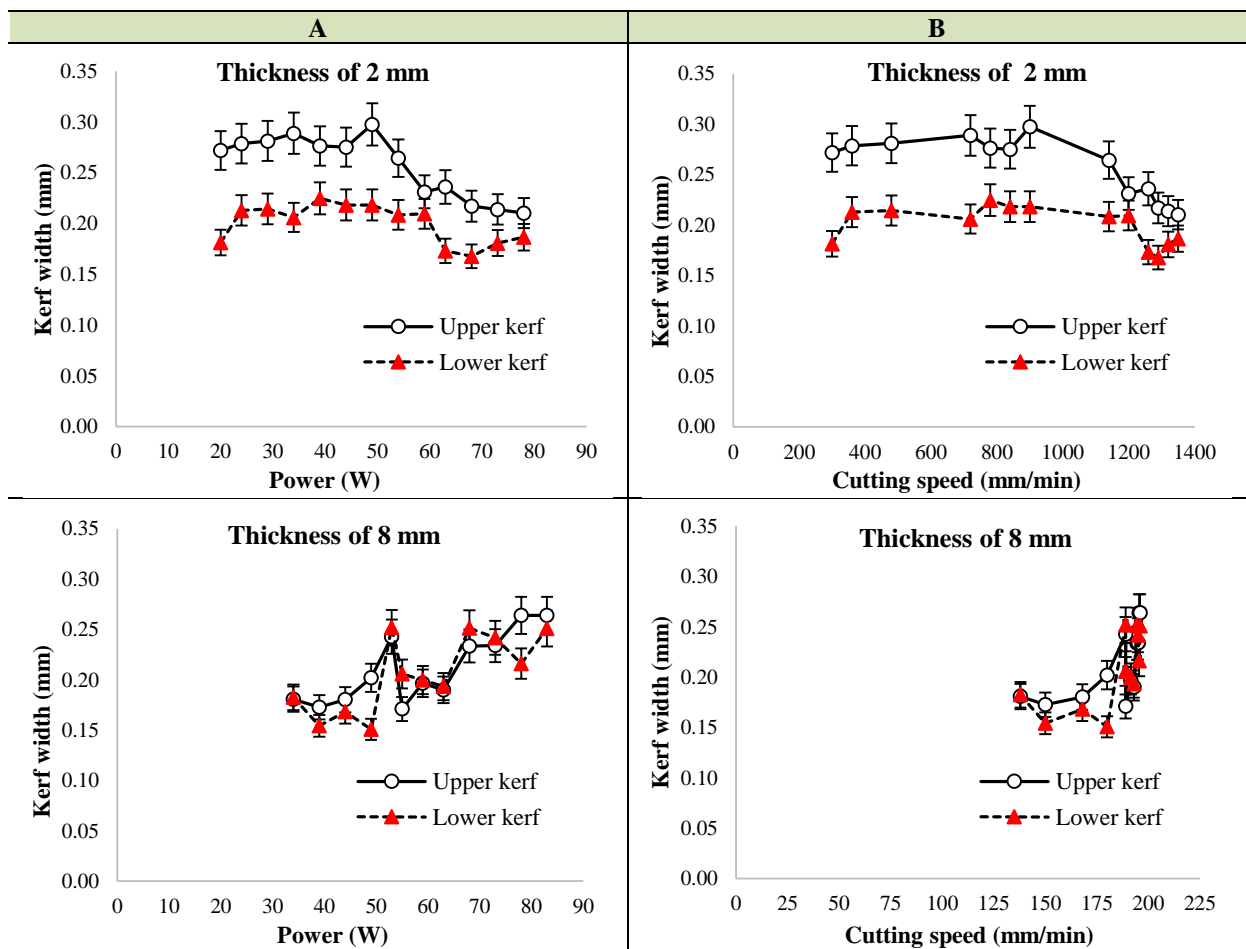 A
B
Thickness of 2 mm
0.35
0.30
0.25
0.20
0.15
0.10
0.05
0.00
Kerf width (mm)
Upper kerf
Lower kerf
0 10 20 30 40 50 60 70 80 90
Power (W)
Thickness of 2 mm
0.35
0.30
0.25
0.20
0.15
0.10
0.05
0.00
Kerf width (mm)
Upper kerf
Lower kerf
0 200 400 600 800 1000 1200 1400
Cutting speed (mm/min)
Thickness of 8 mm
0.35
0.30
0.25
0.20
0.15
0.10
0.05
0.00
Kerf width (mm)
Upper kerf
Lower kerf
0 10 20 30 40 50 60 70 80 90
Power (W)
Thickness of 8 mm
0.35
0.30
0.25
0.20
0.15
0.10
0.05
0.00
Kerf width (mm)
Upper kerf
Lower kerf
0 25 50 75 100 125 150 175 200 225
Cutting speed (mm/min)